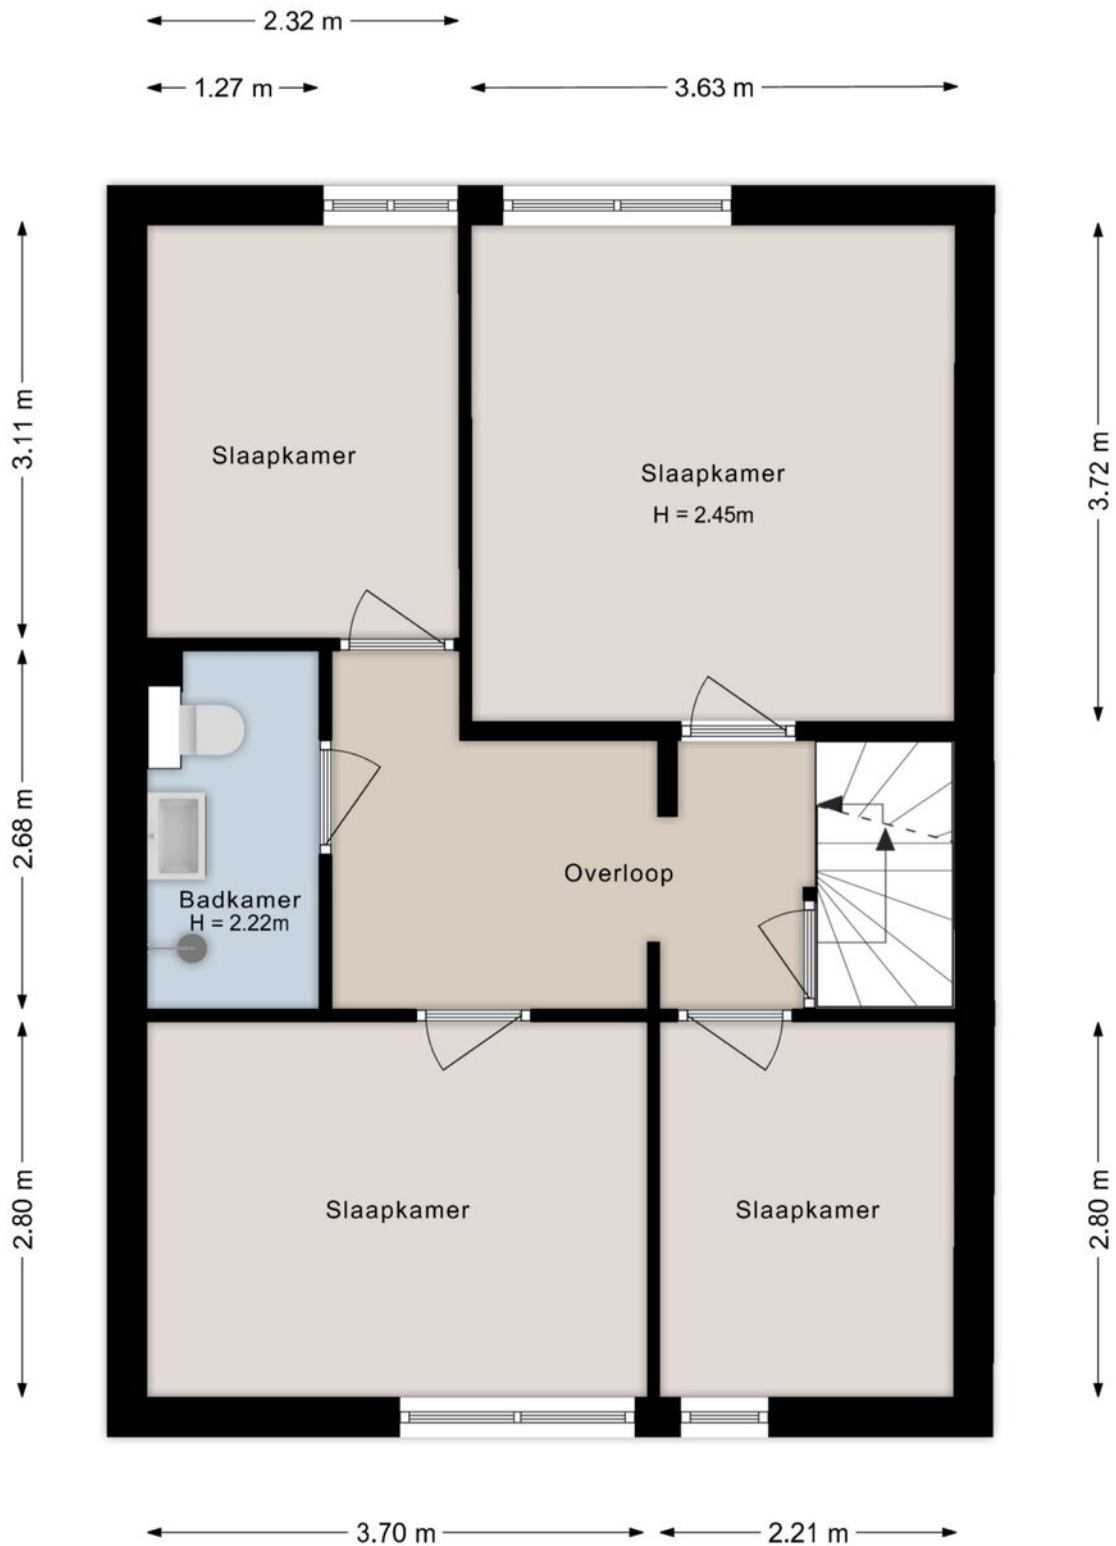 2.32 m
1.27 m
3.63 m
3.11 m
Slaapkamer
Slaapkamer
H = 2.45m
3.72 m
2.68 m
Overloop
Badkamer
H = 2.22m
2.80 m
Slaapkamer
Slaapkamer
2.80 m
3.70 m
2.21 m